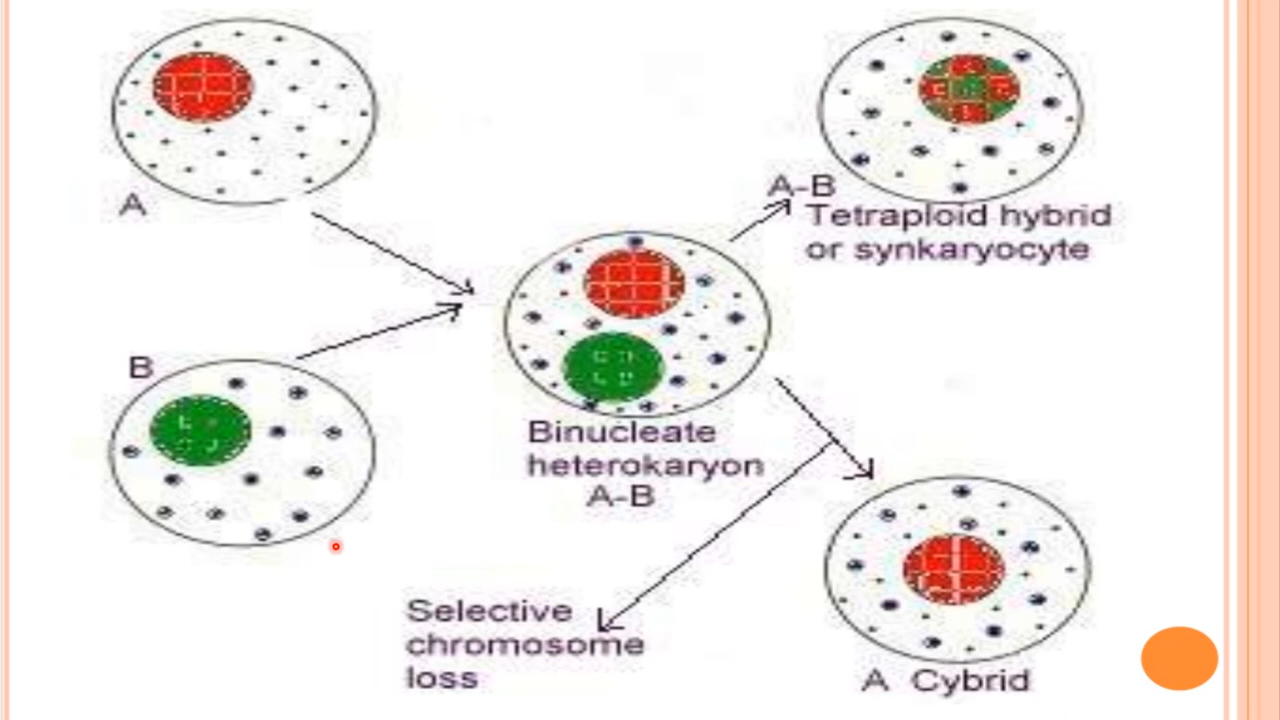 A
B
Binucleate
heterokaryon
A-B
A-B
Tetraploid hybrid
or synkaryocyte
Selective
chromosome
loss
A Cybrid